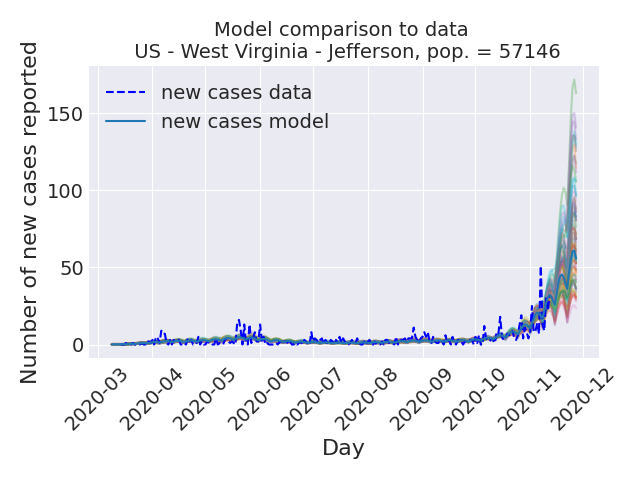 Model comparison to data
US - West Virginia - Jefferson, pop. = 57146
Number of new cases reported
150
100
50
0
new cases data
new cases model
2020-03
2020-04
2020-05
2020-06
2020-07
2020-08
2020-09
2020-10
2020-11
2020-12
Day